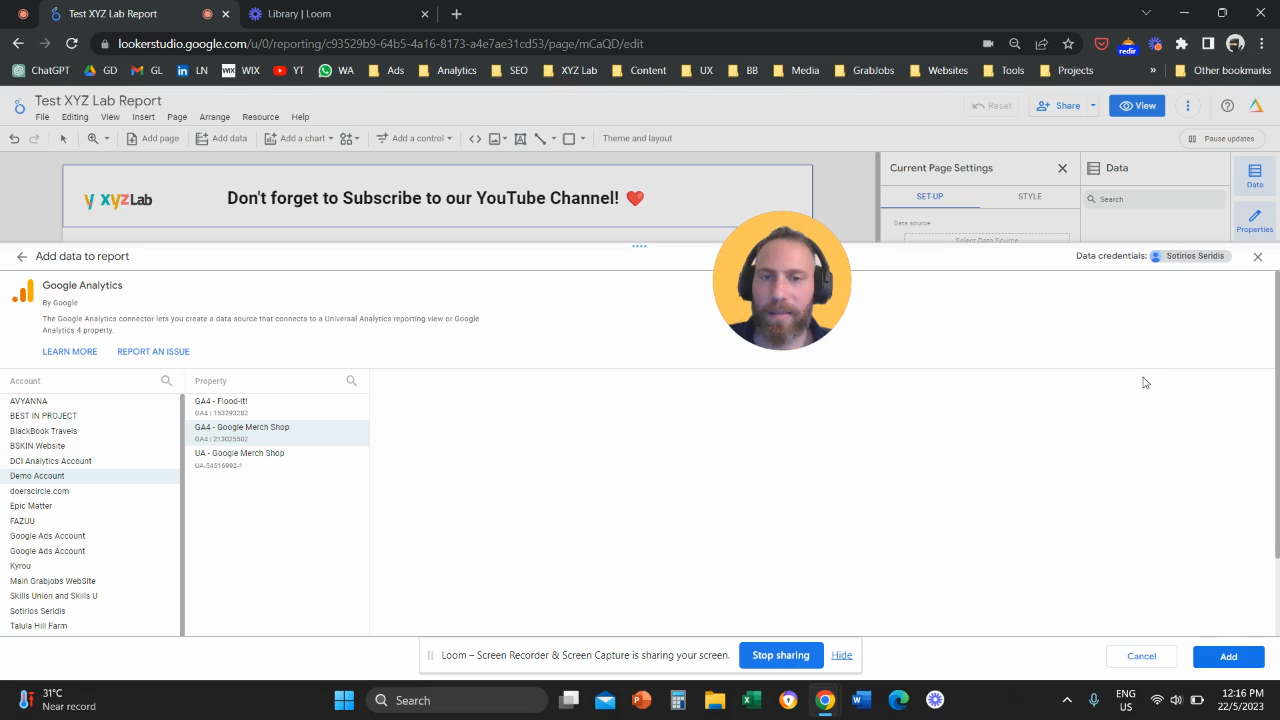 Test XYZ Lab Report
Library | Loom
lookerstudio.google.com/u/0/reporting/c93529b9-64b5-4a16-8173-a4e7ae31cd53/page/mCaQD/edit
redir
ChatGPT GD GL LN WIX YT WA Ads Analytics SEO XYZ Lab Content UX BB Media GrabJobs Websites Tools Projects » Other bookmarks
Test XYZ Lab Report
Reset Share View
File Edit View Insert Page Arrange Resource Help
Add page Add data Add a chart Add a control Theme and layout Pause updates
xyzLab
Don't forget to Subscribe to our YouTube Channel! ❤️
Current Page Settings
SET-UP STYLE
Data source
Select Data Source
Data
Search
Data
Properties
Add data to report
Data credentials: Sotirios Seridis
Google Analytics
By Google
The Google Analytics connector lets you create a data source that connects to a Universal Analytics reporting view or Google
Analytics 4 property.
LEARN MORE REPORT AN ISSUE
Account
AVYANNA
BEST IN PROJECT
BlackBook Travels
BSKIN Website
DCI Analytics Account
Demo Account
doerscircle.com
Epic Matter
FAZUU
Google Ads Account
Google Ads Account
Kyrou
Main Grabjobs WebSite
Skills Union and Skills U
Sotirios Seridis
Talula Hill Farm
Property
GA4 - Flood-It!
GA4 | 153293282
GA4 - Google Merch Shop
GA4 | 213025502
UA - Google Merch Shop
UA-54516992-1
Loom – Screen Recorder & Screen Capture is sharing your screen. Stop sharing Hide
Cancel Add
31°C
Near record
Search
ENG
US
12:16 PM
22/5/2023